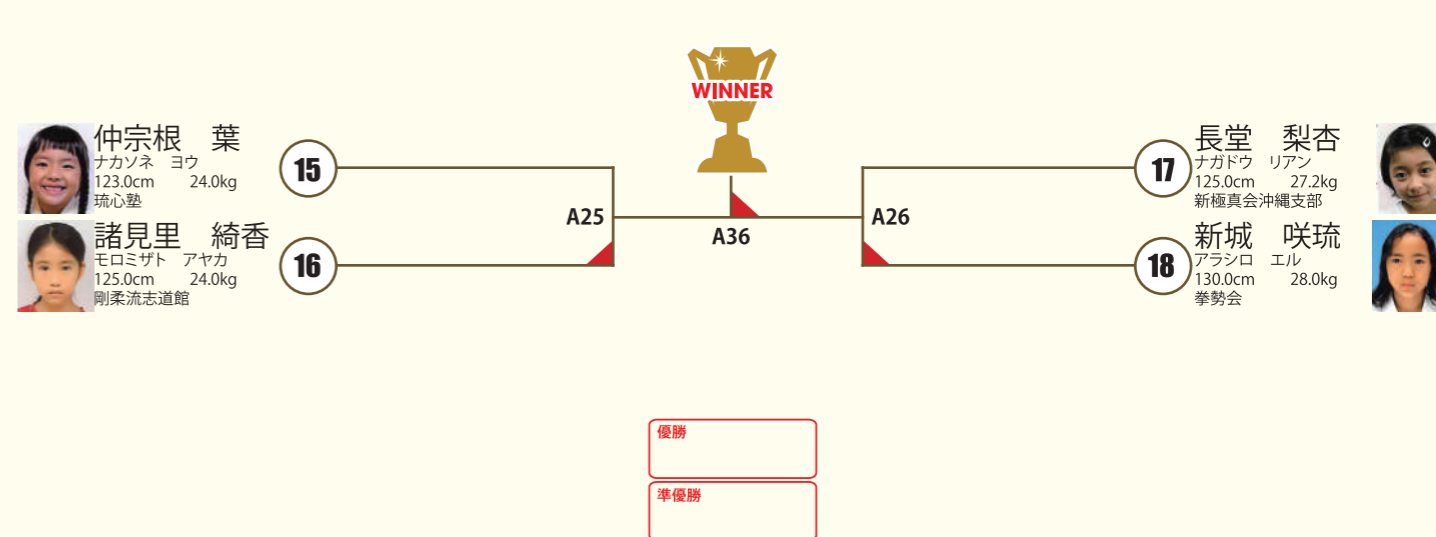 WINNER
仲宗根　葉
ナカソネ　ヨウ
123.0cm　24.0kg
琉心塾
15
諸見里　綺香
モロミザト　アヤカ
125.0cm　24.0kg
剛柔流志道館
16
A25
A36
A26
17
長堂　梨杏
ナガドウ　リアン
125.0cm　27.2kg
新極真会沖縄支部
18
新城　咲琉
アラシロ　エル
130.0cm　28.0kg
拳勢会
優勝
準優勝